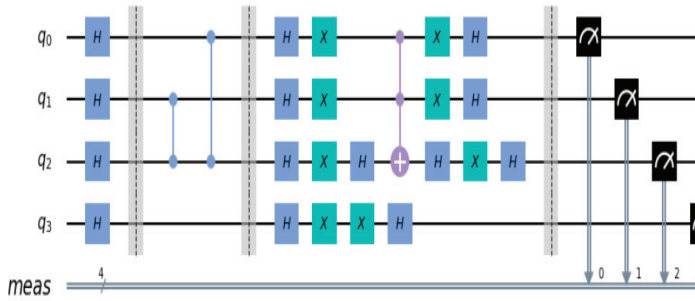 q0 H H X X H
q1 H H X X H
q2 H H X H H X H
q3 H H X X H
meas 4 0 1 2